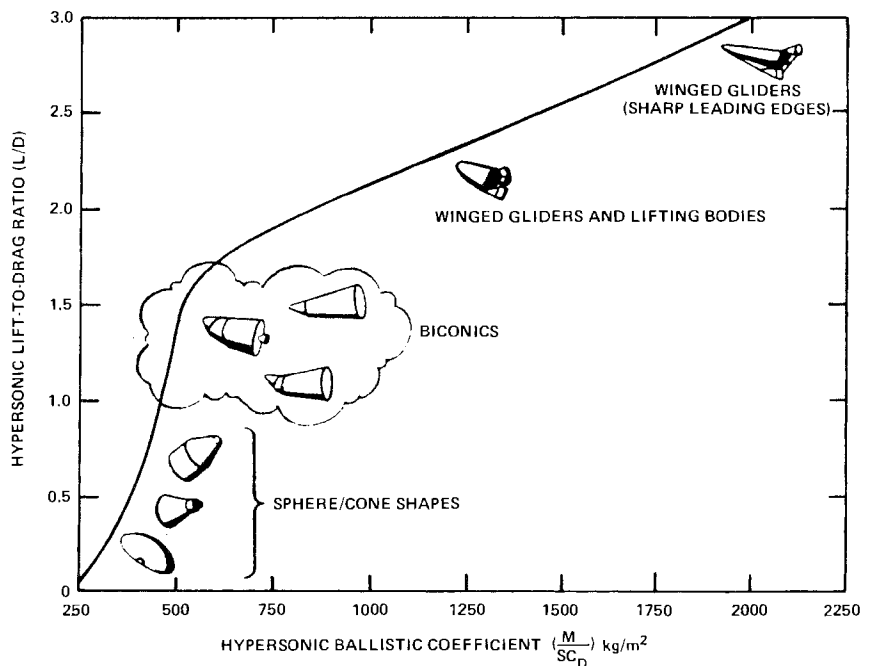 3.0
2.5
2.0
1.5
1.0
0.5
0
HYPERSONIC LIFT-TO-DRAG RATIO (L/D)
WINGED GLIDERS
(SHARP LEADING EDGES)
WINGED GLIDERS AND LIFTING BODIES
BICONICS
SPHERE/CONE SHAPES
250 500 750 1000 1250 1500 1750 2000 2250
HYPERSONIC BALLISTIC COEFFICIENT (M/SC_D) kg/m²